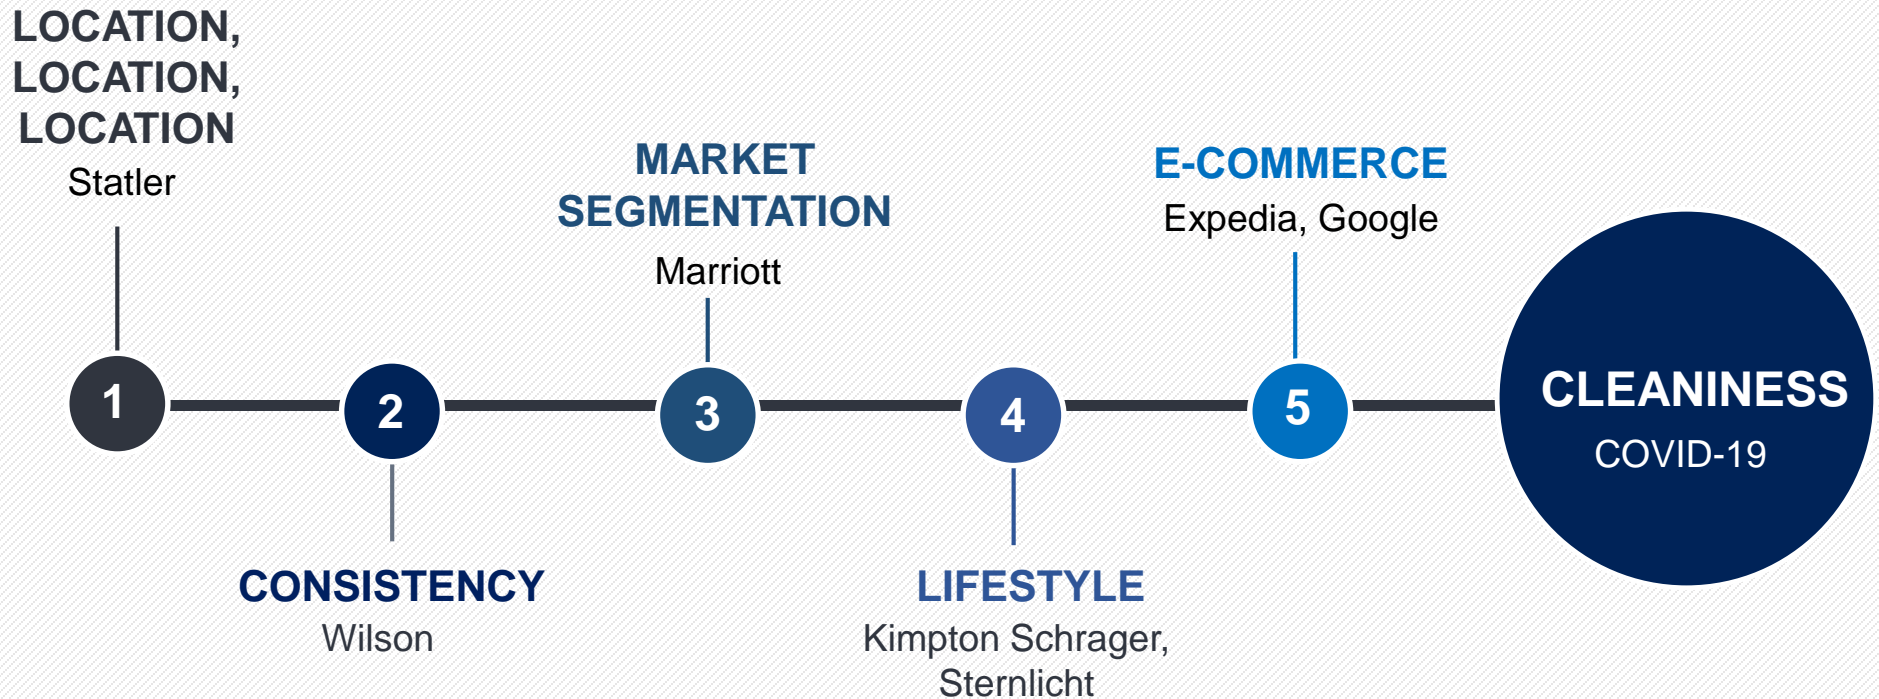 LOCATION,
LOCATION,
LOCATION
Statler
1
2
CONSISTENCY
Wilson
MARKET
SEGMENTATION
Marriott
3
4
LIFESTYLE
Kimpton Schrager,
Sternlicht
E-COMMERCE
Expedia, Google
5
CLEANINESS
COVID-19